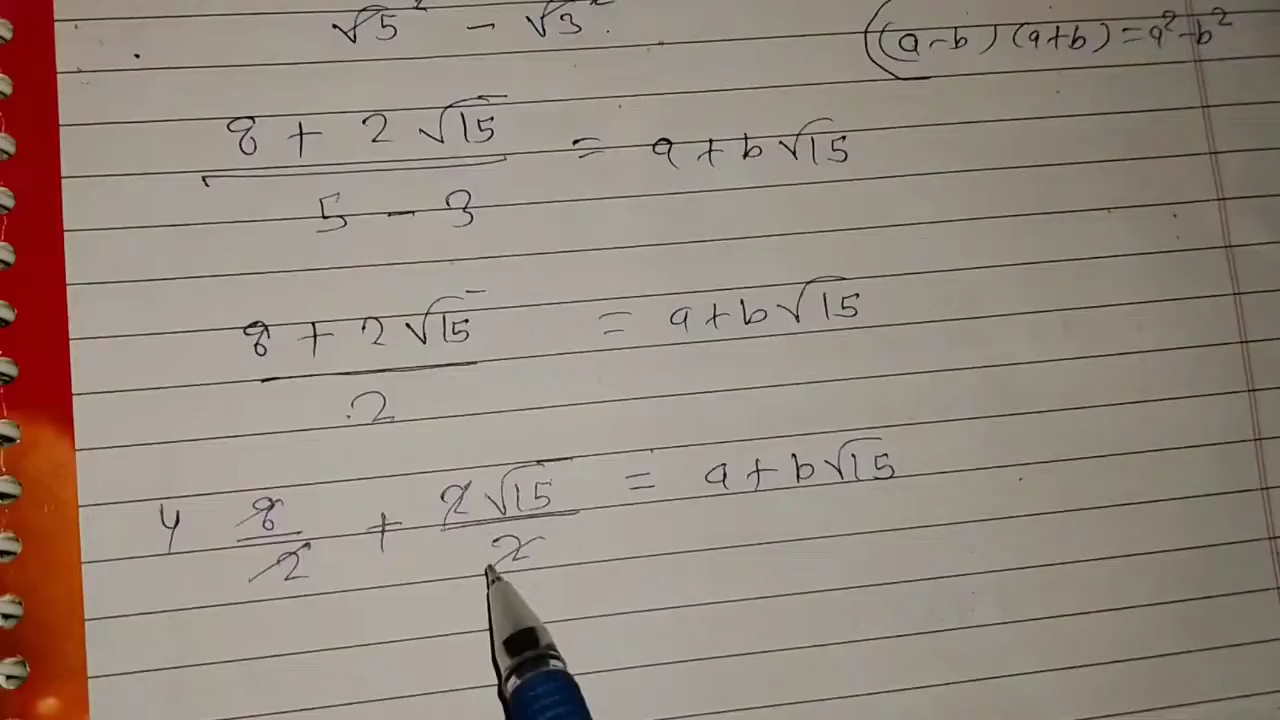 √5² - √3²
(a-b) (a+b) = a²-b²
8 + 2√15 = a+b√15
5 - 3
8 + 2√15 = a+b√15
2
4 8/2 + 2√15/2 = a+b√15